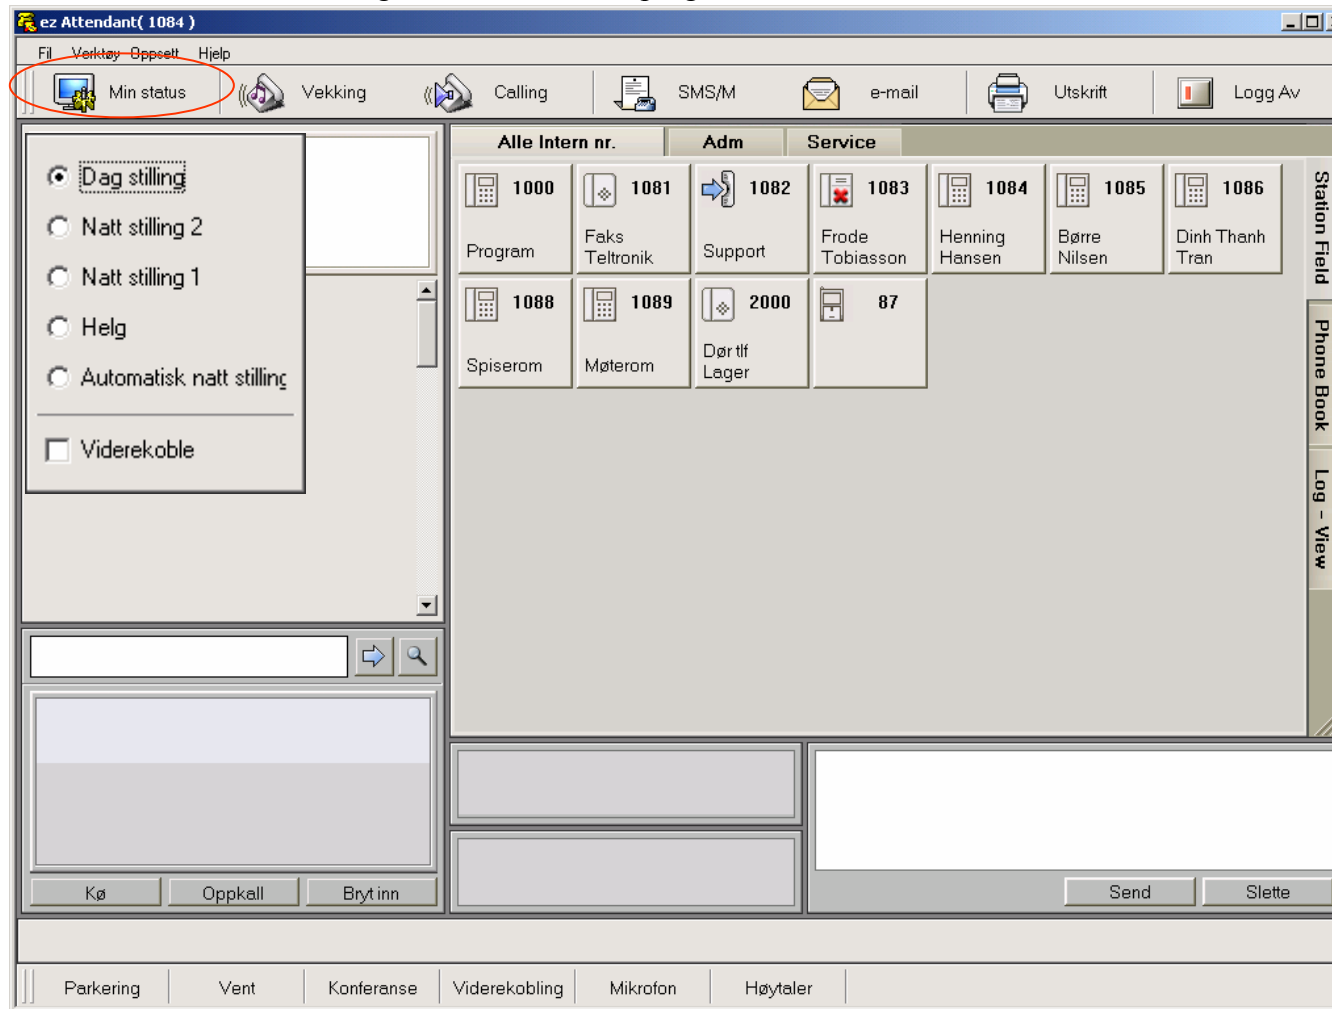 ez Attendant( 1084 )
Fil Verktøy Oppsett Hjelp
Min status Vekking Calling SMS/M e-mail Utskrift Logg Av
Dag stilling
Natt stilling 2
Natt stilling 1
Helg
Automatisk natt stilling
Viderekoble
Alle Intern nr. Adm Service
1000 1081 1082 1083 1084 1085 1086
Program Faks Teltronik Support Frode Tobiasson Henning Hansen Børre Nilsen Dinh Thanh Tran
1088 1089 2000 87
Spiserom Møterom Dør tlf Lager
Station Field
Phone Book
Log - View
Kø Oppkall Bryt inn
Send Slette
Parkering Vent Konferanse Viderekobling Mikrofon Høytaler